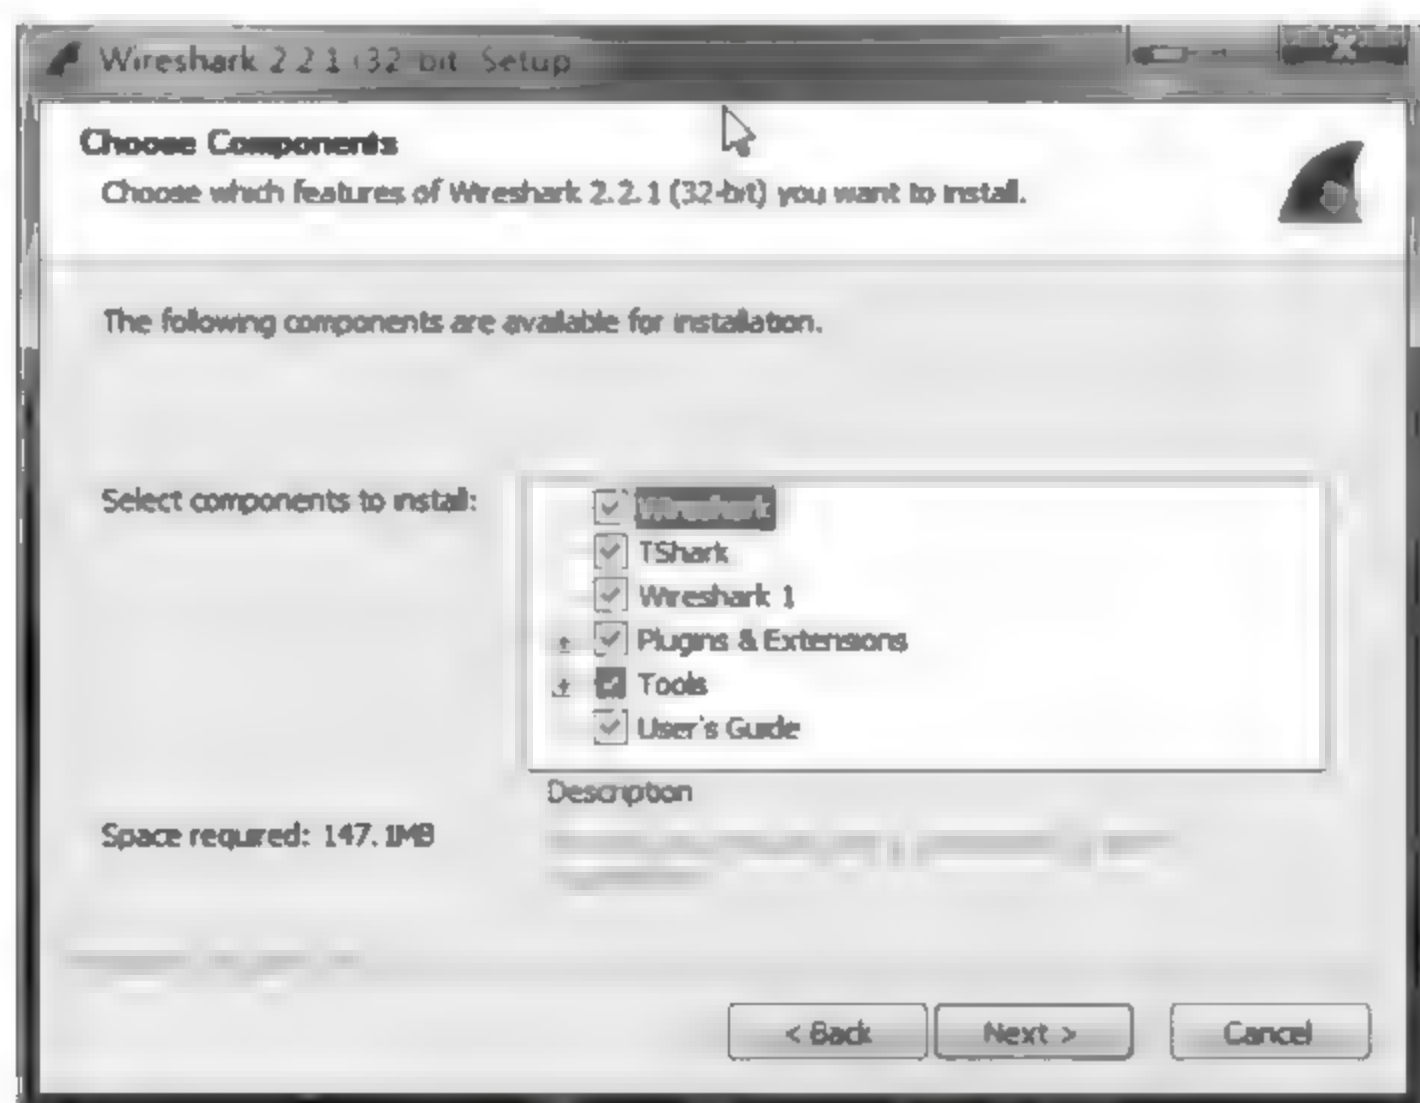 Wireshark 2.2.1 (32-bit) Setup
Choose Components
Choose which features of Wireshark 2.2.1 (32-bit) you want to install.
The following components are available for installation.
Select components to install:
Wireshark
TShark
Wireshark 1
Plugins & Extensions
Tools
User's Guide
Description
Space required: 147.1MB
< Back
Next >
Cancel